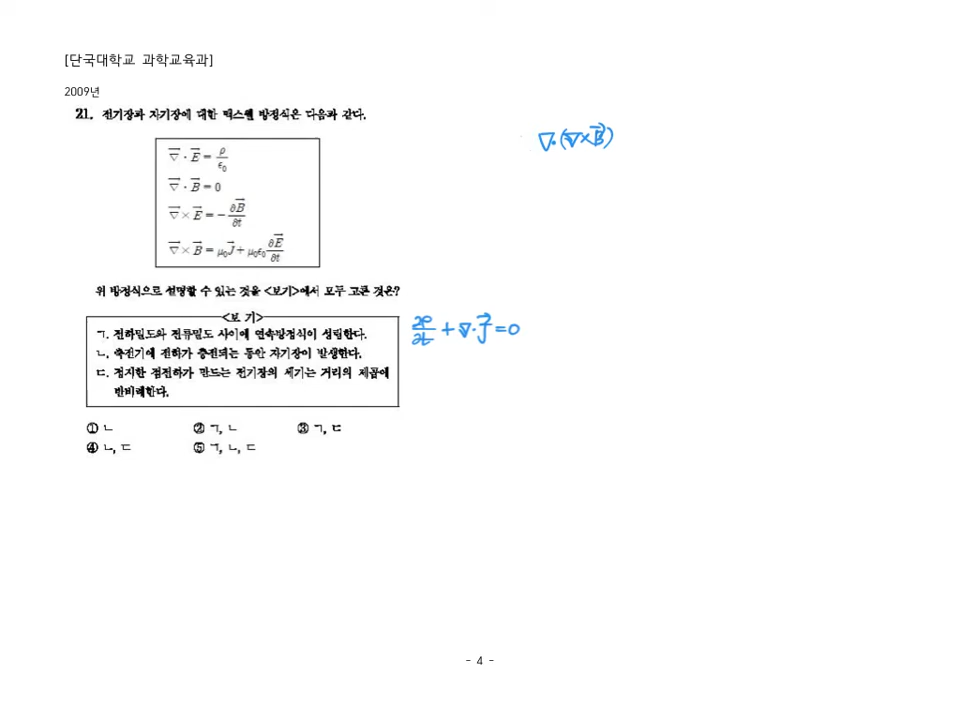 [단국대학교 과학교육과]
2009년
21. 전기장과 자기장에 대한 맥스웰 방정식은 다음과 같다.
∇⃗ · E⃗ = ρ/ε₀
∇⃗ · B⃗ = 0
∇⃗ × E⃗ = − ∂B⃗/∂t
∇⃗ × B⃗ = μ₀J⃗ + μ₀ε₀ ∂E⃗/∂t
∇·(∇×B⃗)
위 방정식으로 설명할 수 있는 것을 <보기>에서 모두 고른 것은?
<보 기>
ㄱ. 전하밀도와 전류밀도 사이에 연속방정식이 성립한다.
ㄴ. 축전기에 전하가 충전되는 동안 자기장이 발생한다.
ㄷ. 정지한 점전하가 만드는 전기장의 세기는 거리의 제곱에
반비례한다.
∂ρ/∂t + ∇·J⃗ = 0
① ㄴ ② ㄱ, ㄴ ③ ㄱ, ㄷ
④ ㄴ, ㄷ ⑤ ㄱ, ㄴ, ㄷ
- 4 -